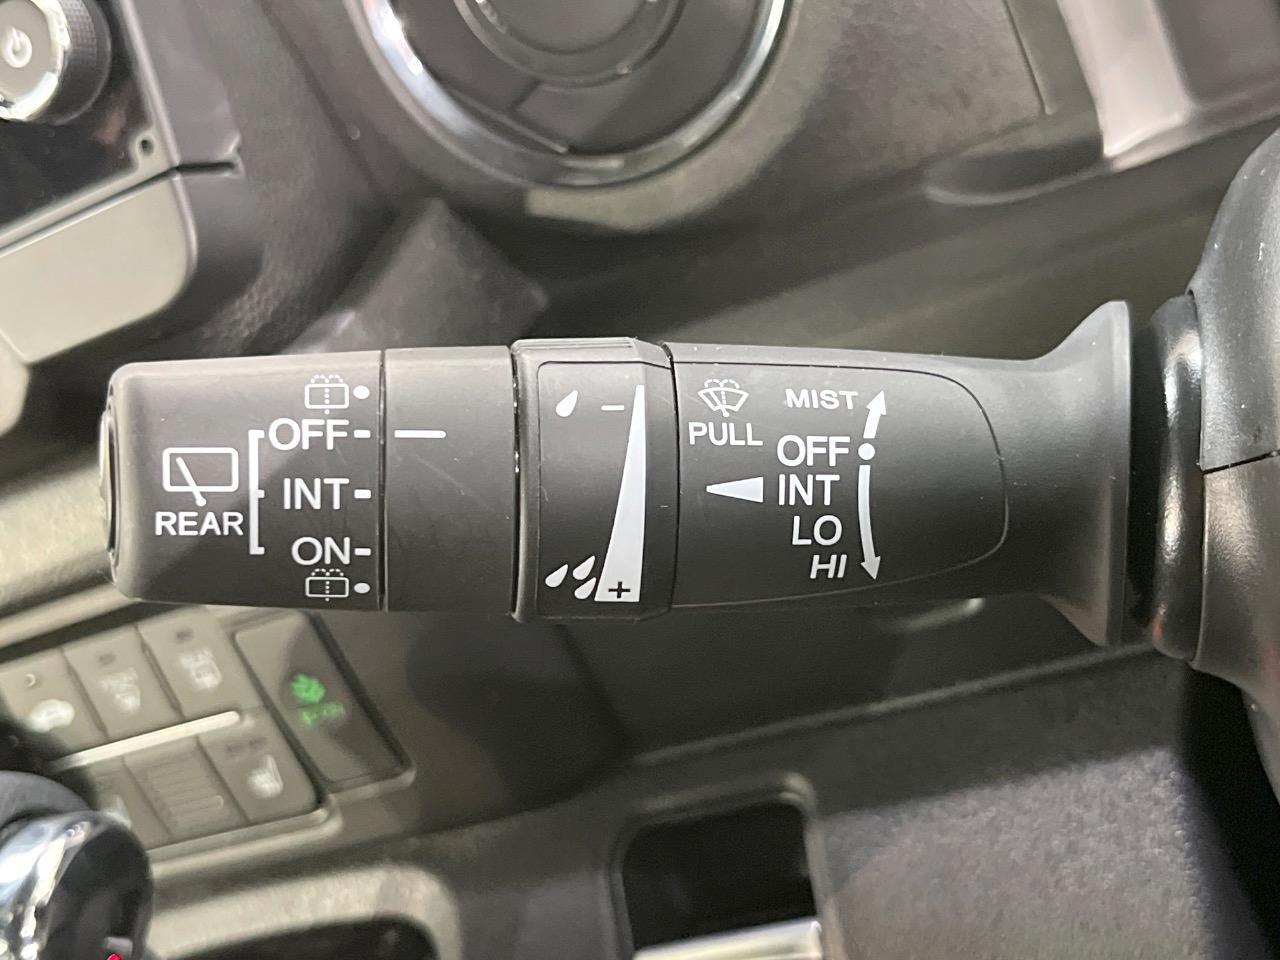 REAR
OFF
INT
ON
−
+
PULL
MIST
OFF
INT
LO
HI